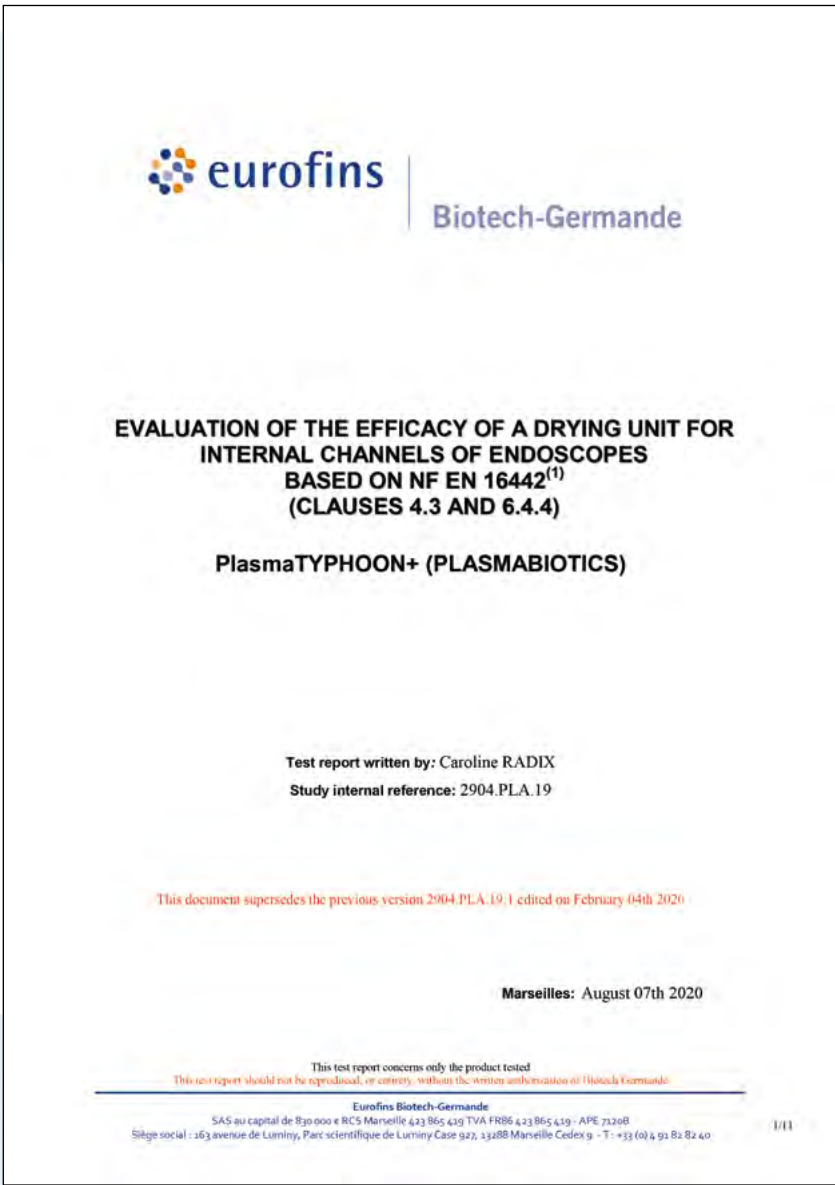 eurofins
Biotech-Germande
EVALUATION OF THE EFFICACY OF A DRYING UNIT FOR
INTERNAL CHANNELS OF ENDOSCOPES
BASED ON NF EN 16442(1)
(CLAUSES 4.3 AND 6.4.4)
PlasmaTYPHOON+ (PLASMABIOTICS)
Test report written by: Caroline RADIX
Study internal reference: 2904.PLA.19
This document supersedes the previous version 2904.PLA.19.1 edited on February 04th 2020
Marseilles: August 07th 2020
This test report concerns only the product tested
This test report should not be reproduced, or entirety, without the written authorisation of Biotech Germande
Eurofins Biotech-Germande
SAS au capital de 830 000 € RCS Marseille 423 865 419 TVA FR86 423 865 419 - APE 7120B
Siège social : 163 avenue de Luminy, Parc scientifique de Luminy Case 927, 13288 Marseille Cedex 9 - T : +33 (0) 4 91 82 82 40
1/11